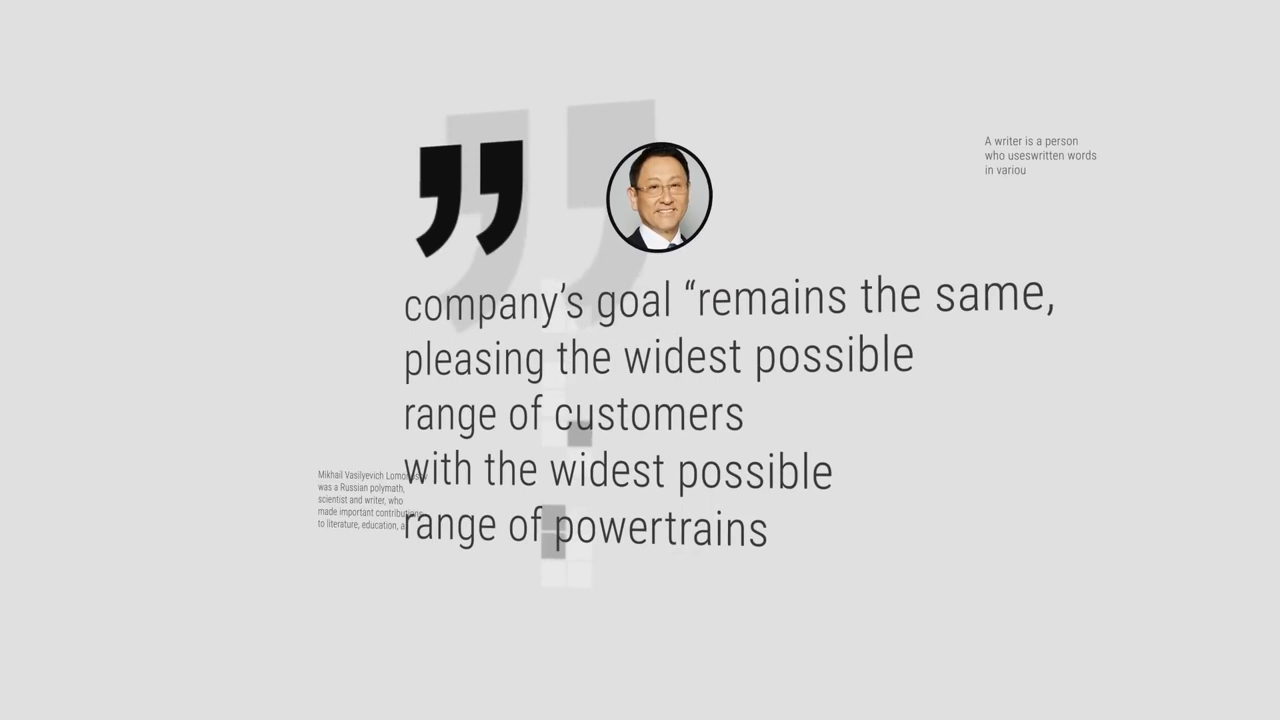 A writer is a person
who useswritten words
in variou
company’s goal “remains the same,
pleasing the widest possible
range of customers
with the widest possible
range of powertrains
Mikhail Vasilyevich
was a Russian polymath,
scientist and writer, who
made important contributions
to literature, education, a